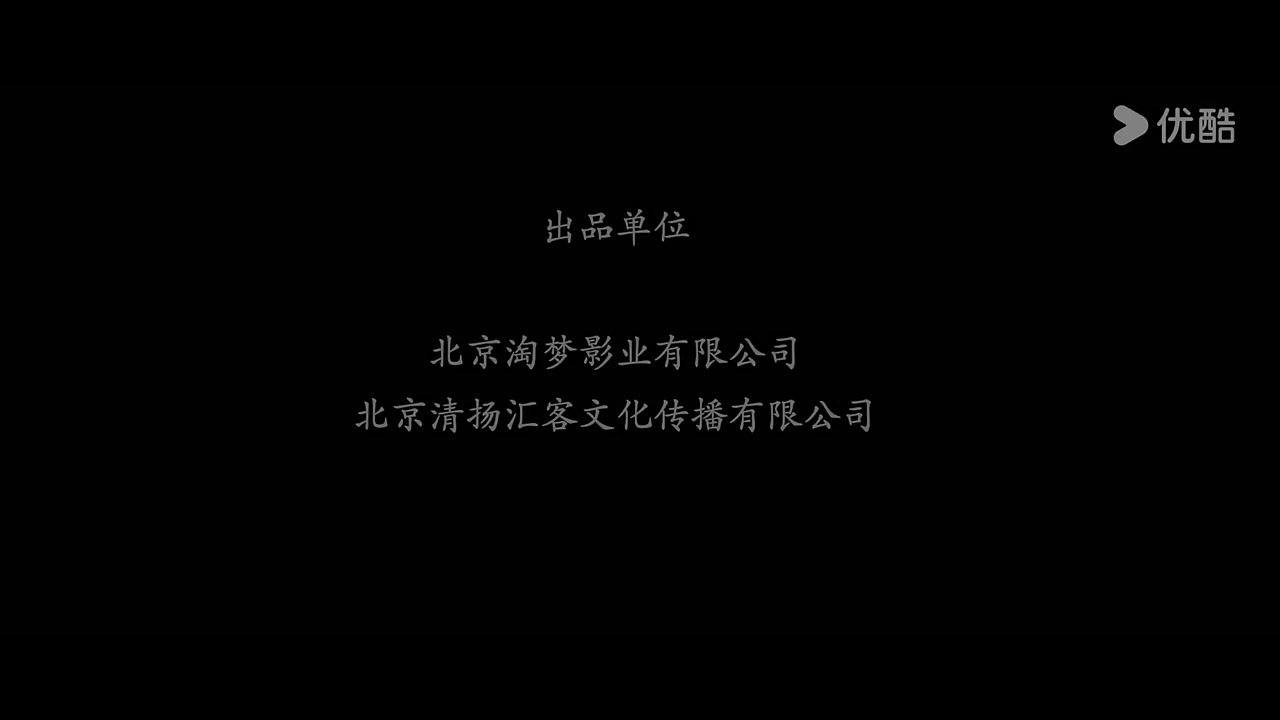 优酷
出品单位
北京淘梦影业有限公司
北京清扬汇客文化传播有限公司